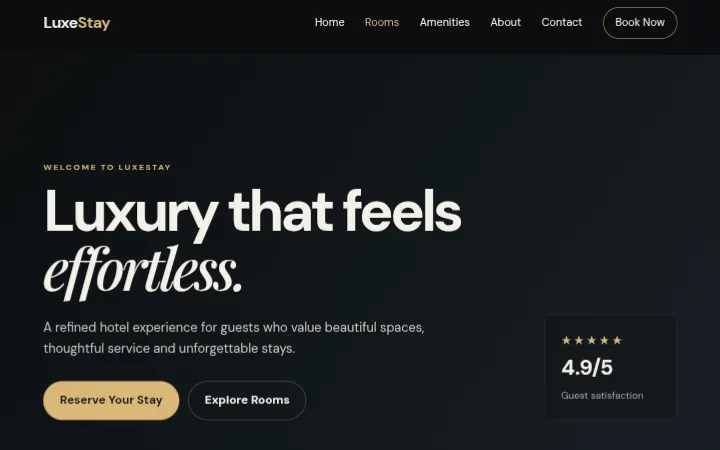 LuxeStay
Home Rooms Amenities About Contact Book Now
WELCOME TO LUXESTAY
Luxury that feels
effortless.
A refined hotel experience for guests who value beautiful spaces,
thoughtful service and unforgettable stays.
Reserve Your Stay Explore Rooms
★★★★★
4.9/5
Guest satisfaction